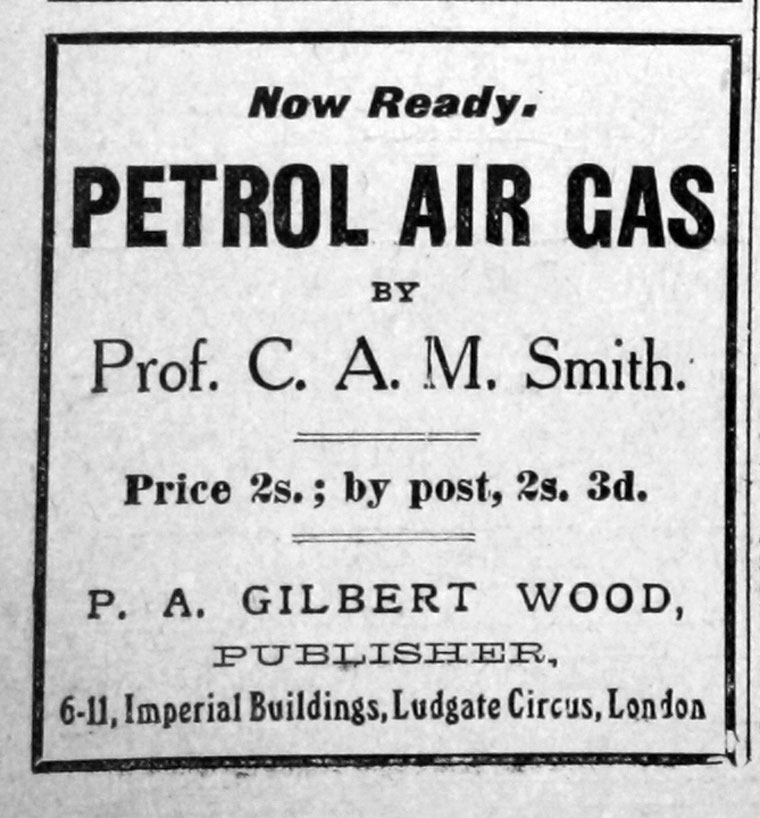 Now Ready.
PETROL AIR GAS
BY
Prof. C. A. M. Smith.
Price 2s.; by post, 2s. 3d.
P. A. GILBERT WOOD,
PUBLISHER,
6-11, Imperial Buildings, Ludgate Circus, London